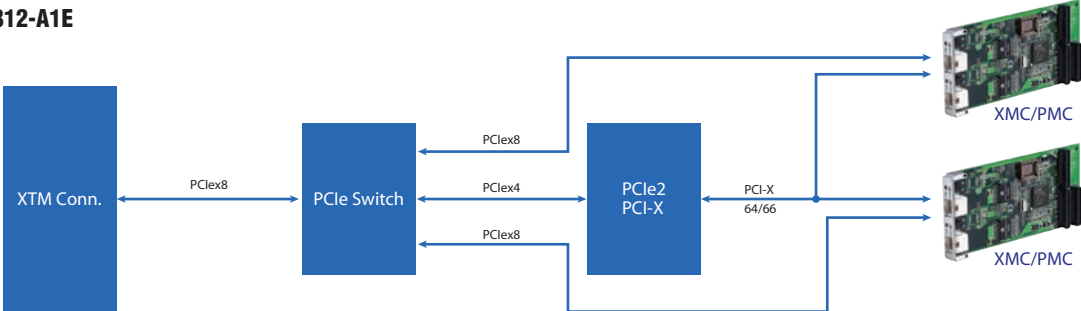 312-A1E
XMC/PMC
PCIex8
XTM Conn.
PCIex8
PCIe Switch
PCIex4
PCIe2
PCI-X
PCI-X
64/66
PCIex8
XMC/PMC